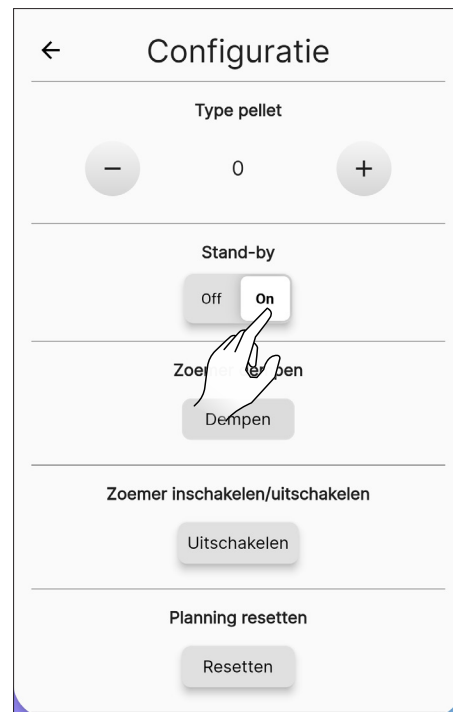 Configuratie
Type pellet
− 0 +
Stand-by
Off On
Dempen
Zoemer inschakelen/uitschakelen
Uitschakelen
Planning resetten
Resetten